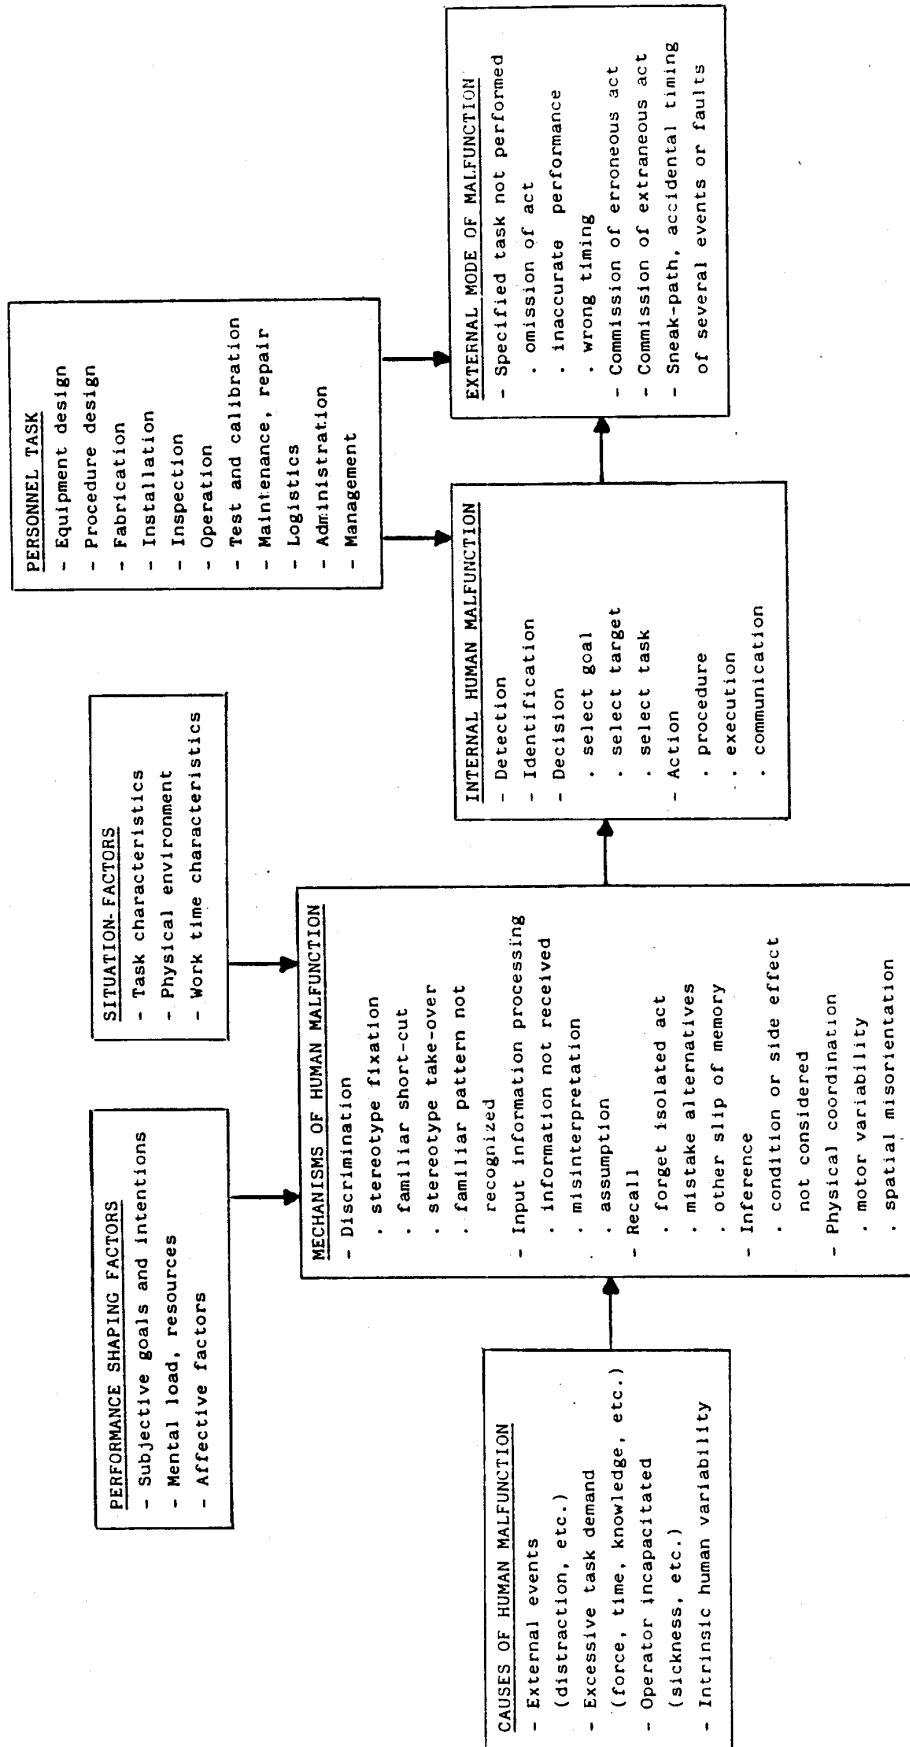 PERFORMANCE SHAPING FACTORS
- Subjective goals and intentions
- Mental load, resources
- Affective factors
SITUATION-FACTORS
- Task characteristics
- Physical environment
- Work time characteristics
PERSONNEL TASK
- Equipment design
- Procedure design
- Fabrication
- Installation
- Inspection
- Operation
- Test and calibration
- Maintenance, repair
- Logistics
- Administration
- Management
CAUSES OF HUMAN MALFUNCTION
- External events
(distraction, etc.)
- Excessive task demand
(force, time, knowledge, etc.)
- Operator incapacitated
(sickness, etc.)
- Intrinsic human variability
MECHANISMS OF HUMAN MALFUNCTION
- Discrimination
. stereotype fixation
. familiar short-cut
. stereotype take-over
. familiar pattern not
recognized
- Input information processing
. information not received
. misinterpretation
. assumption
- Recall
. forget isolated act
. mistake alternatives
. other slip of memory
- Inference
. condition or side effect
not considered
- Physical coordination
. motor variability
. spatial misorientation
INTERNAL HUMAN MALFUNCTION
- Detection
- Identification
- Decision
. select goal
. select target
. select task
- Action
. procedure
. execution
. communication
EXTERNAL MODE OF MALFUNCTION
- Specified task not performed
. omission of act
. inaccurate performance
. wrong timing
- Commission of erroneous act
- Commission of extraneous act
- Sneak-path, accidental timing
of several events or faults